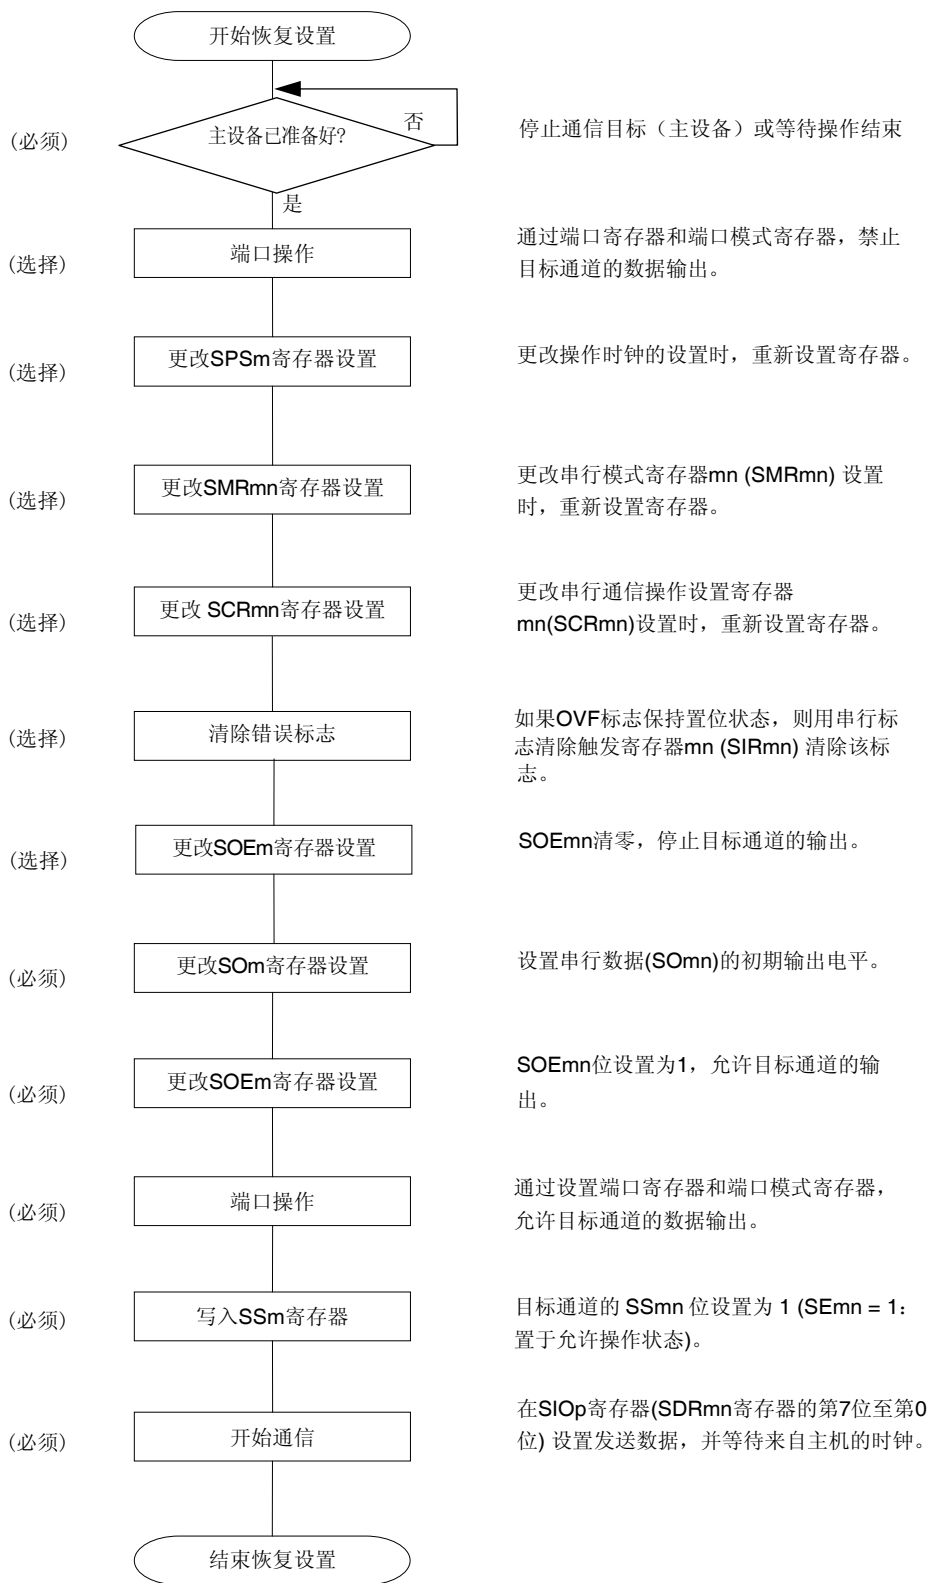 开始恢复设置
(必须)
主设备已准备好?
否
停止通信目标（主设备）或等待操作结束
是
(选择)
端口操作
通过端口寄存器和端口模式寄存器，禁止
目标通道的数据输出。
(选择)
更改SPSm寄存器设置
更改操作时钟的设置时，重新设置寄存器。
(选择)
更改SMRmn寄存器设置
更改串行模式寄存器mn (SMRmn) 设置
时，重新设置寄存器。
(选择)
更改 SCRmn寄存器设置
更改串行通信操作设置寄存器
mn(SCRmn)设置时，重新设置寄存器。
(选择)
清除错误标志
如果OVF标志保持置位状态，则用串行标
志清除触发寄存器mn (SIRmn) 清除该标
志。
(选择)
更改SOEm寄存器设置
SOEmn清零，停止目标通道的输出。
(必须)
更改SOm寄存器设置
设置串行数据(SOmn)的初期输出电平。
(必须)
更改SOEm寄存器设置
SOEmn位设置为1，允许目标通道的输
出。
(必须)
端口操作
通过设置端口寄存器和端口模式寄存器，
允许目标通道的数据输出。
(必须)
写入SSm寄存器
目标通道的 SSmn 位设置为 1 (SEmn = 1:
置于允许操作状态)。
(必须)
开始通信
在SIOp寄存器(SDRmn寄存器的第7位至第0
位) 设置发送数据，并等待来自主机的时钟。
结束恢复设置